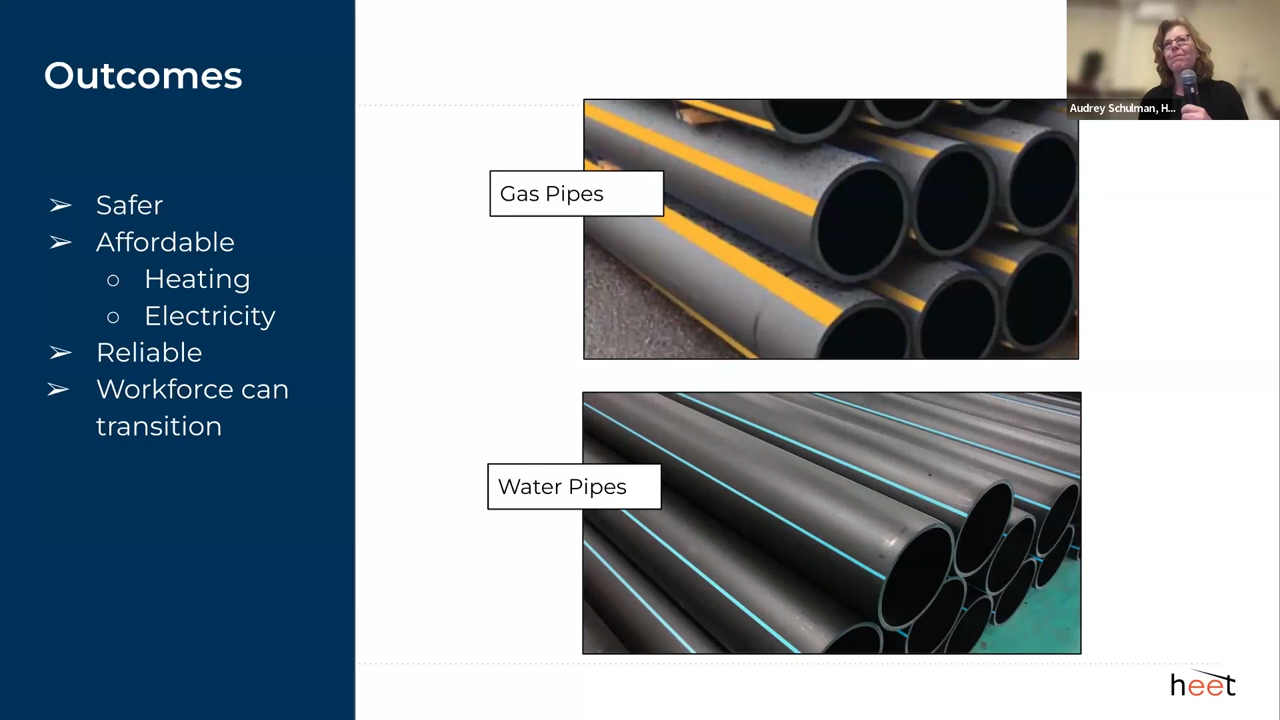 Outcomes
➢ Safer
➢ Affordable
○ Heating
○ Electricity
➢ Reliable
➢ Workforce can
transition
Gas Pipes
Water Pipes
Audrey Schulman, H...
heet